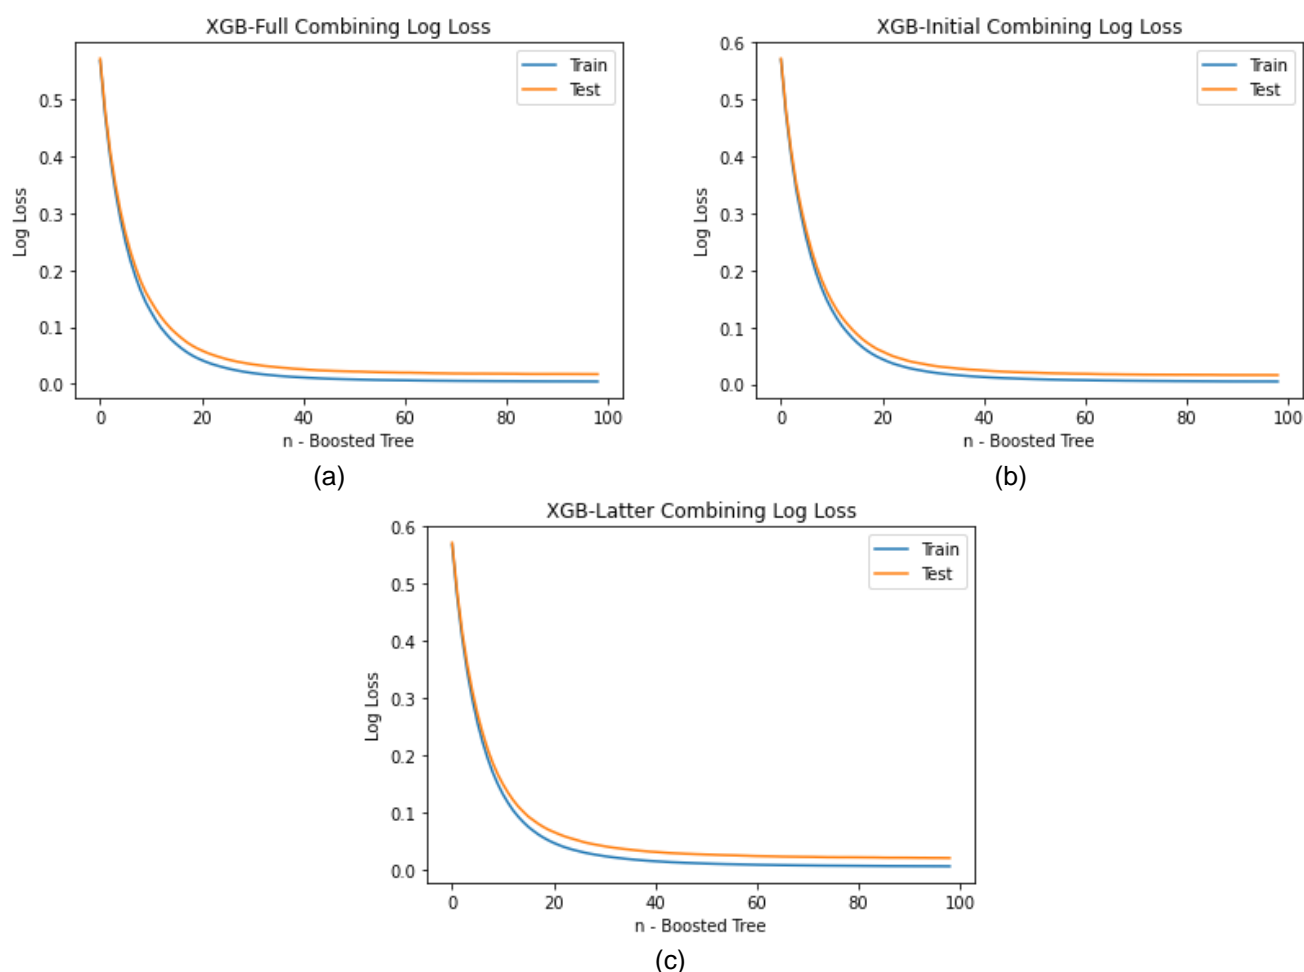 XGB-Full Combining Log Loss
Train
Test
0.5
0.4
0.3
0.2
0.1
0.0
Log Loss
0 20 40 60 80 100
n - Boosted Tree
(a)
XGB-Initial Combining Log Loss
Train
Test
0.6
0.5
0.4
0.3
0.2
0.1
0.0
Log Loss
0 20 40 60 80 100
n - Boosted Tree
(b)
XGB-Latter Combining Log Loss
Train
Test
0.6
0.5
0.4
0.3
0.2
0.1
0.0
Log Loss
0 20 40 60 80 100
n - Boosted Tree
(c)